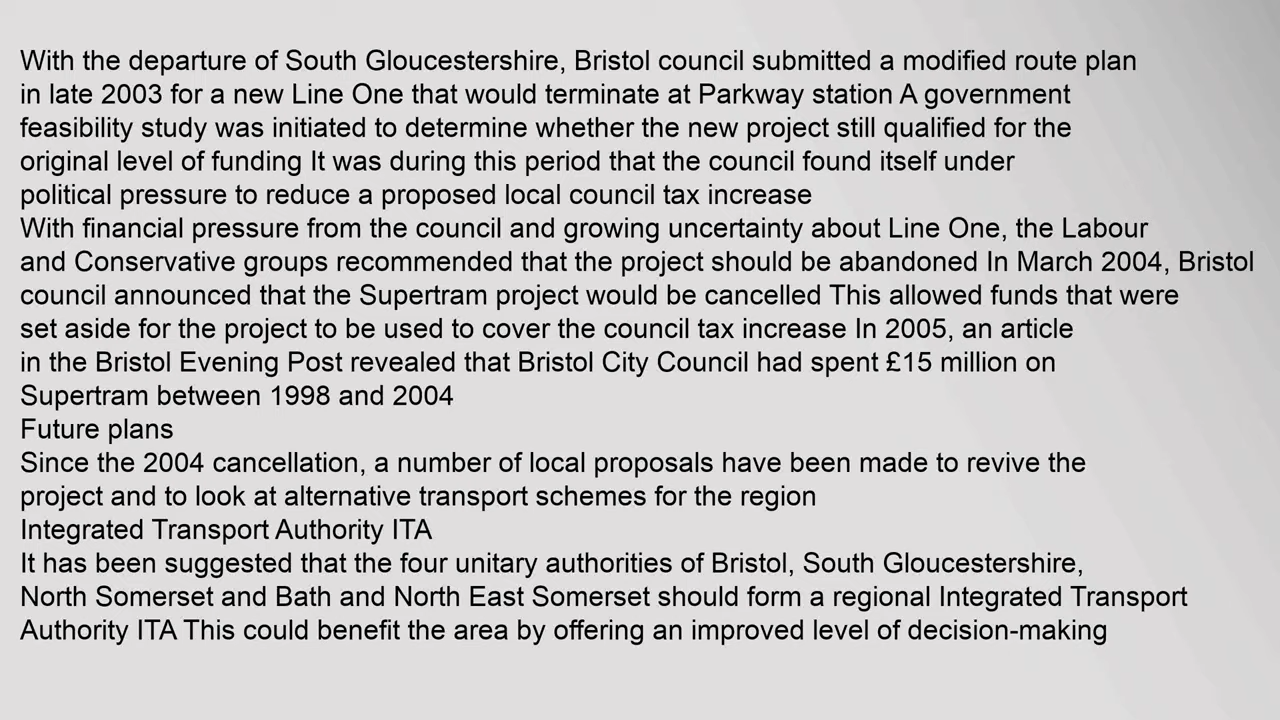 With the departure of South Gloucestershire, Bristol council submitted a modified route plan
in late 2003 for a new Line One that would terminate at Parkway station A government
feasibility study was initiated to determine whether the new project still qualified for the
original level of funding It was during this period that the council found itself under
political pressure to reduce a proposed local council tax increase
With financial pressure from the council and growing uncertainty about Line One, the Labour
and Conservative groups recommended that the project should be abandoned In March 2004, Bristol
council announced that the Supertram project would be cancelled This allowed funds that were
set aside for the project to be used to cover the council tax increase In 2005, an article
in the Bristol Evening Post revealed that Bristol City Council had spent £15 million on
Supertram between 1998 and 2004
Future plans
Since the 2004 cancellation, a number of local proposals have been made to revive the
project and to look at alternative transport schemes for the region
Integrated Transport Authority ITA
It has been suggested that the four unitary authorities of Bristol, South Gloucestershire,
North Somerset and Bath and North East Somerset should form a regional Integrated Transport
Authority ITA This could benefit the area by offering an improved level of decision-making